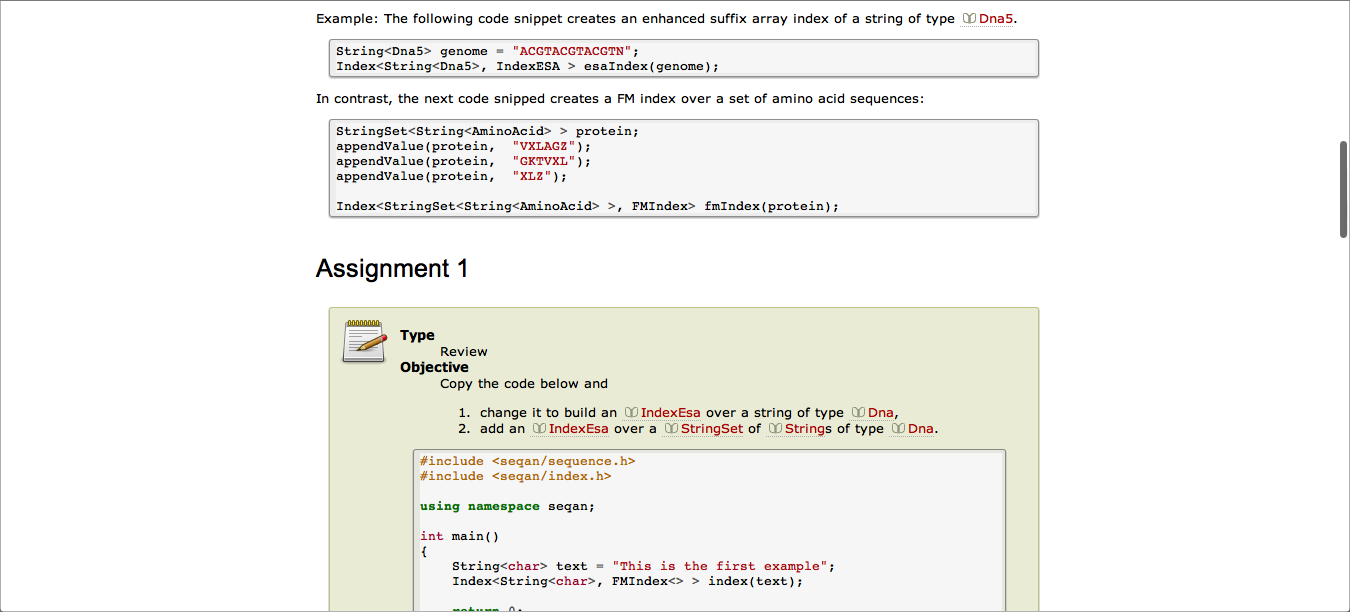 Example: The following code snippet creates an enhanced suffix array index of a string of type Dna5.
String<Dna5> genome = "ACGTACGTACGTN";
Index<String<Dna5>, IndexESA > esaIndex(genome);
In contrast, the next code snipped creates a FM index over a set of amino acid sequences:
StringSet<String<AminoAcid> > protein;
appendValue(protein,  "VXLAGZ");
appendValue(protein,  "GKTVXL");
appendValue(protein,  "XLZ");
Index<StringSet<String<AminoAcid> >, FMIndex> fmIndex(protein);
Assignment 1
Type
Review
Objective
Copy the code below and
1. change it to build an IndexEsa over a string of type Dna,
2. add an IndexEsa over a StringSet of Strings of type Dna.
#include <seqan/sequence.h>
#include <seqan/index.h>
using namespace seqan;
int main()
{
    String<char> text = "This is the first example";
    Index<String<char>, FMIndex<> > index(text);
    return 0;